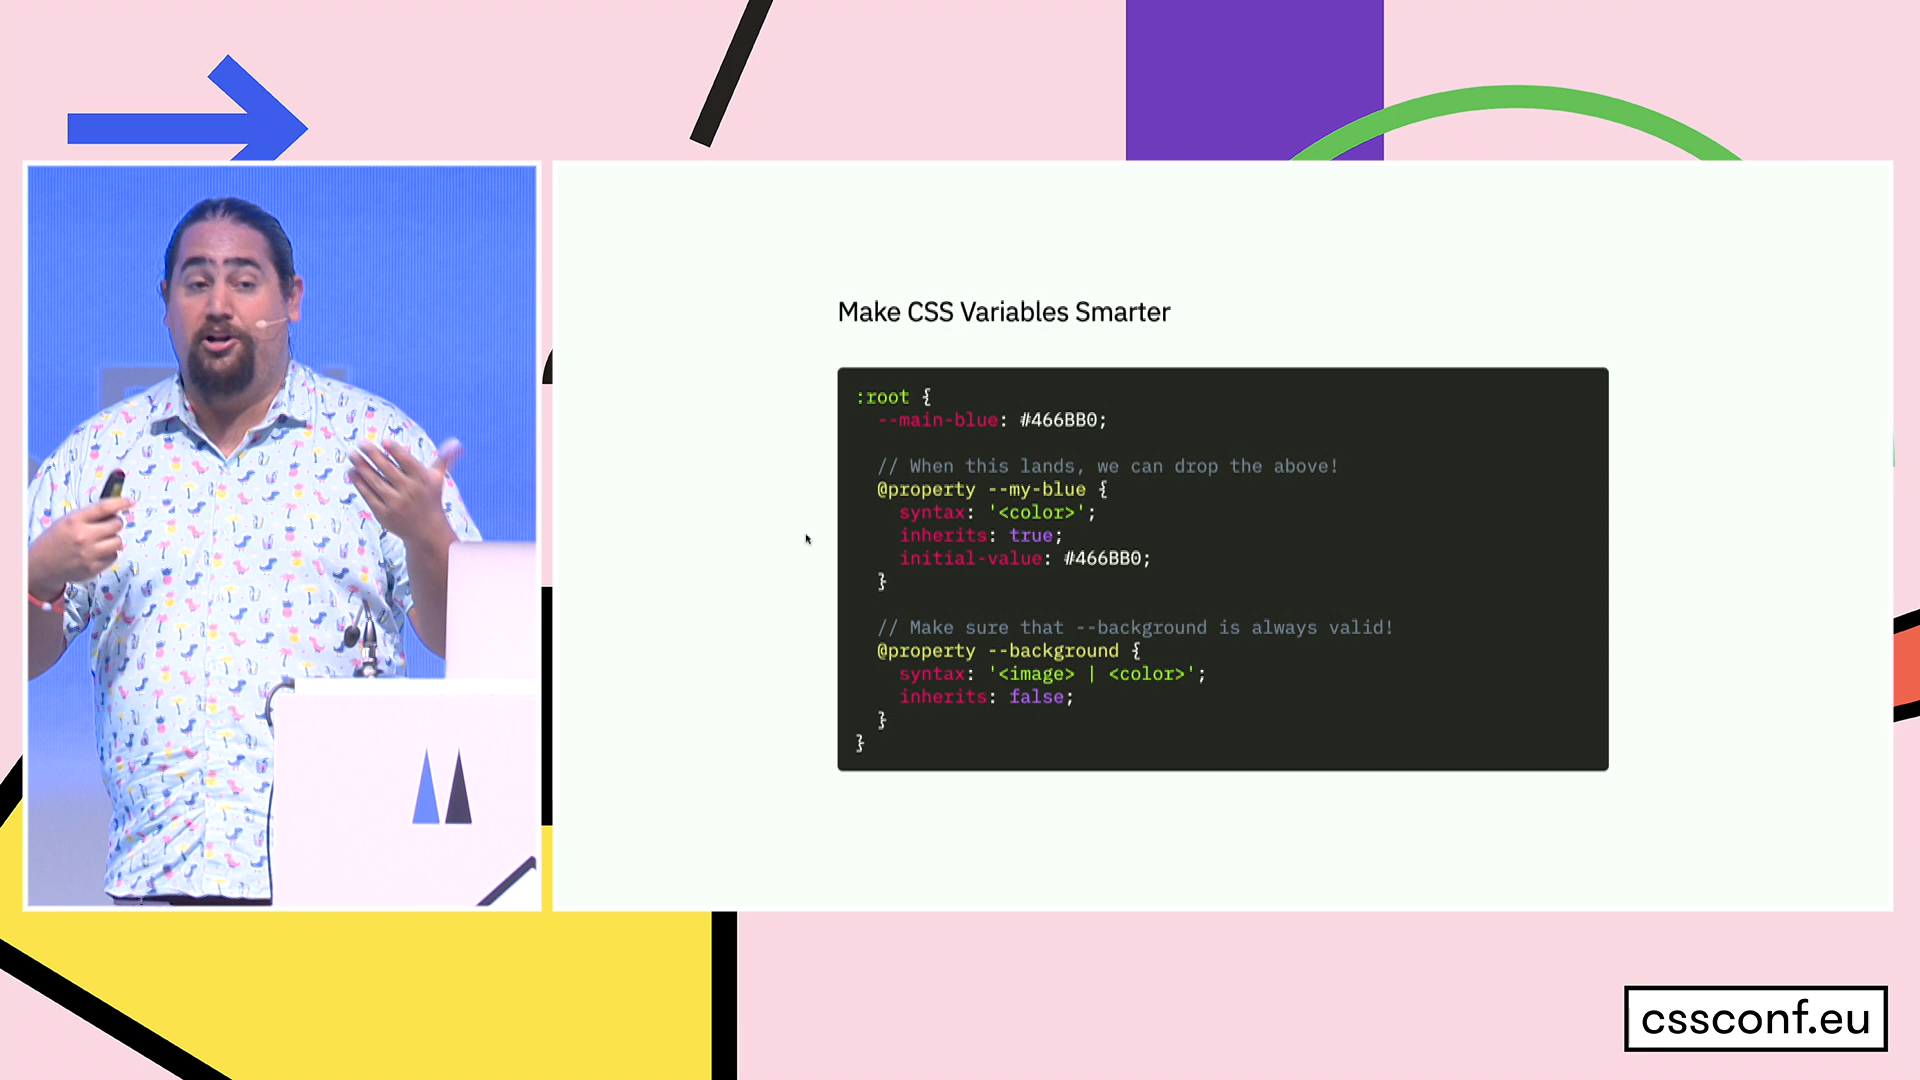 Make CSS Variables Smarter
:root {
--main-blue: #466BB0;
// When this lands, we can drop the above!
@property --my-blue {
syntax: '<color>';
inherits: true;
initial-value: #466BB0;
}
// Make sure that --background is always valid!
@property --background {
syntax: '<image> | <color>';
inherits: false;
}
}
cssconf.eu